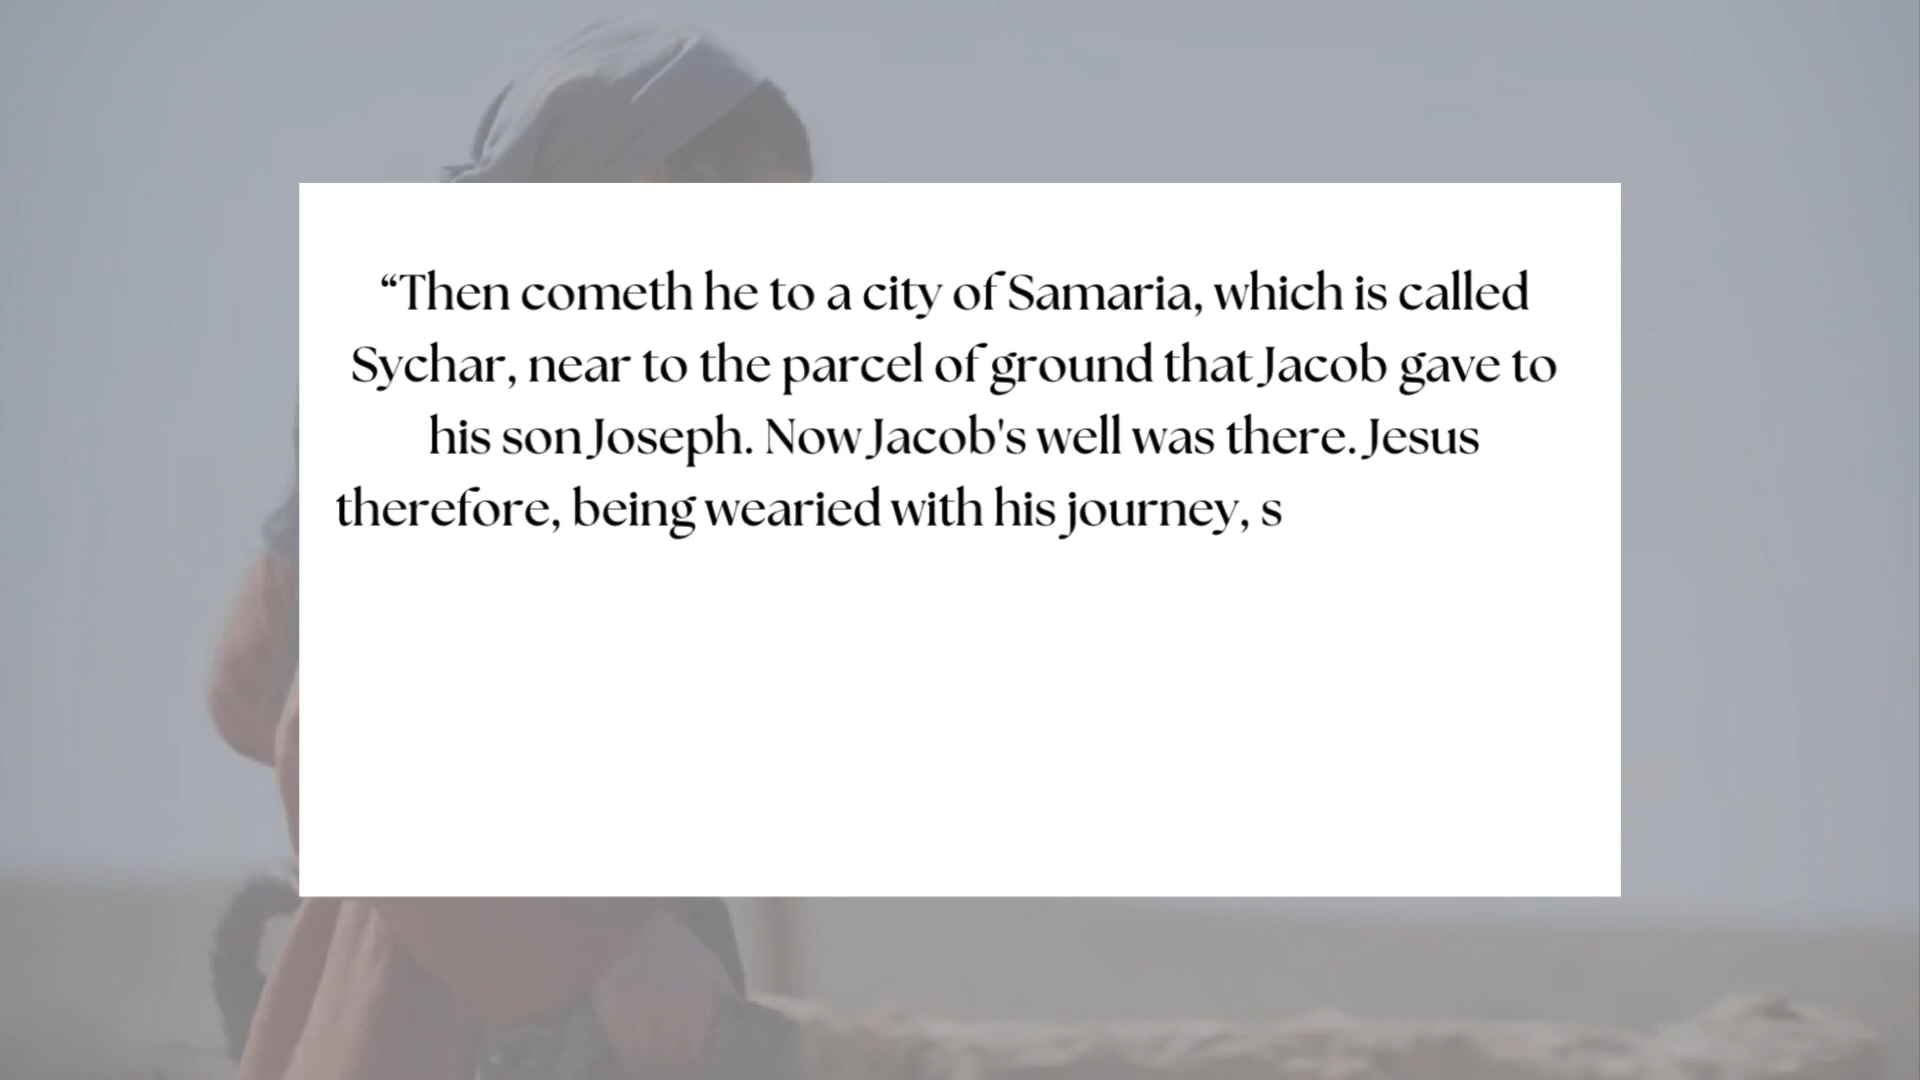 “Then cometh he to a city of Samaria, which is called
Sychar, near to the parcel of ground that Jacob gave to
his son Joseph. Now Jacob's well was there. Jesus
therefore, being wearied with his journey, s